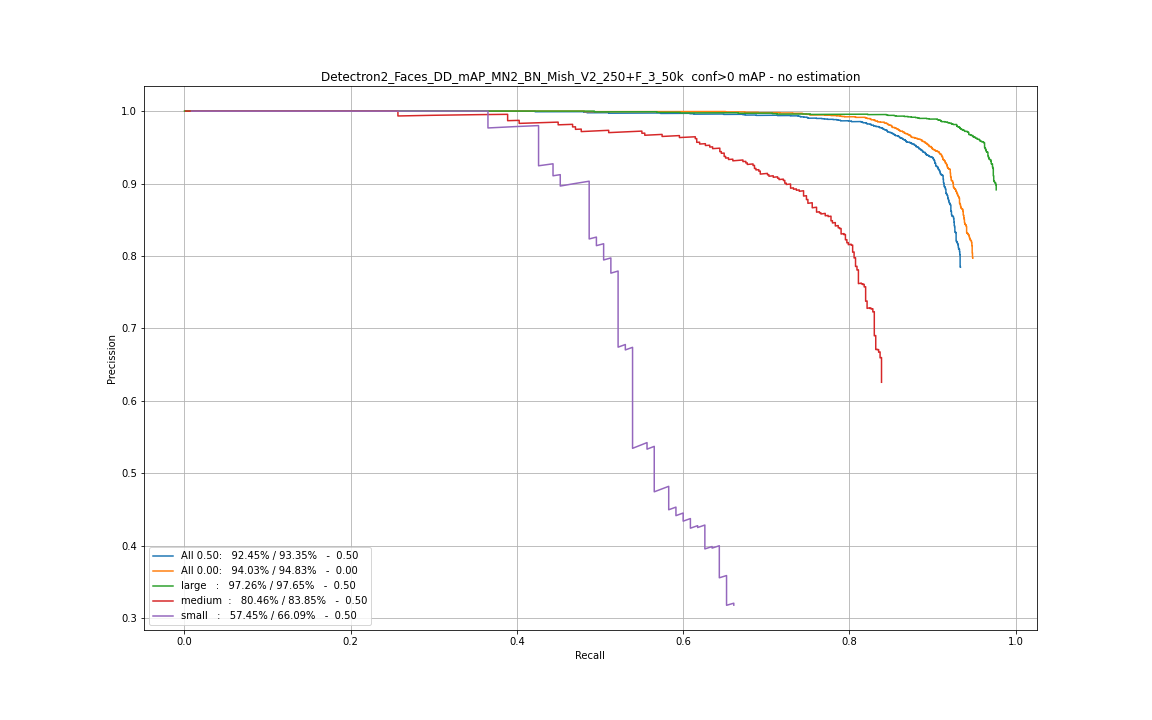 Detectron2_Faces_DD_mAP_MN2_BN_Mish_V2_250+F_3_50k  conf>0 mAP - no estimation
1.0
0.9
0.8
0.7
0.6
0.5
0.4
0.3
Precission
All 0.50:   92.45% / 93.35%   -  0.50
All 0.00:   94.03% / 94.83%   -  0.00
large   :   97.26% / 97.65%   -  0.50
medium  :   80.46% / 83.85%   -  0.50
small   :   57.45% / 66.09%   -  0.50
0.0 0.2 0.4 0.6 0.8 1.0
Recall